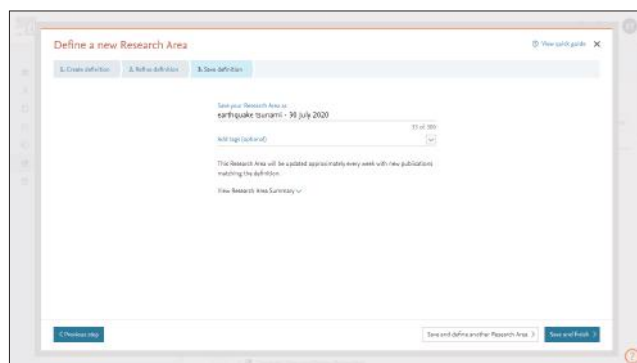 Define a new Research Area
View quick guide
1. Create definition
2. Refine definition
3. Save definition
Save your Research Area as
earthquake tsunami - 30 July 2020
Add tags (optional)
This Research Area will be updated approximately every week with new publications
matching the definition.
View Research Area Summary
Previous step
Save and define another Research Area
Save and finish